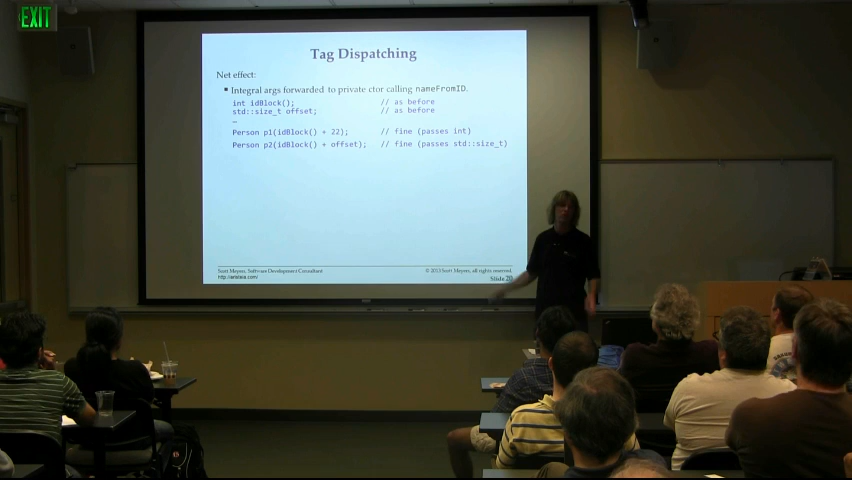 EXIT
Tag Dispatching
Net effect:
▪ Integral args forwarded to private ctor calling nameFromID.
int idBlock(); // as before
std::size_t offset; // as before
…
Person p1(idBlock() + 22); // fine (passes int)
Person p2(idBlock() + offset); // fine (passes std::size_t)
Scott Meyers, Software Development Consultant © 2013 Scott Meyers, all rights reserved.
http://aristeia.com/ Slide 20